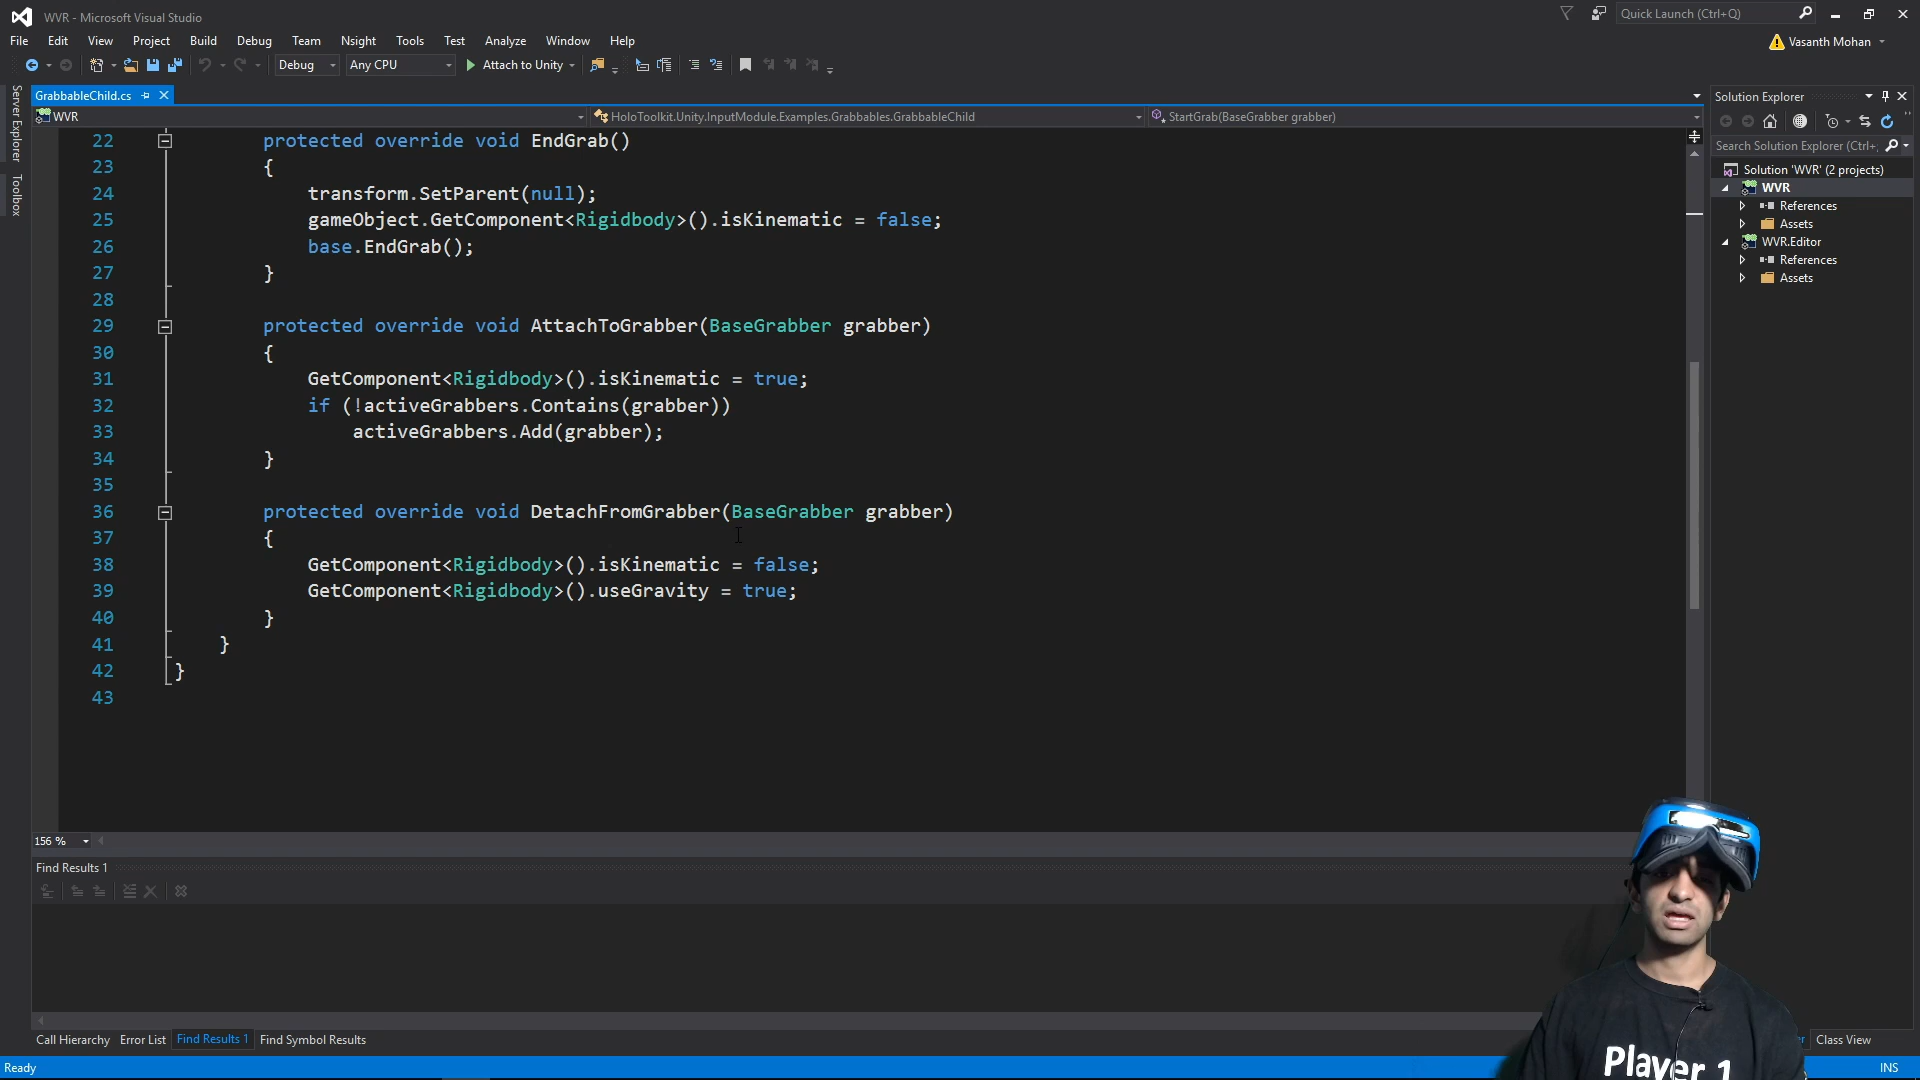 WVR - Microsoft Visual Studio
Quick Launch (Ctrl+Q)
File Edit View Project Build Debug Team Nsight Tools Test Analyze Window Help
Vasanth Mohan
Debug Any CPU Attach to Unity
Server Explorer
Toolbox
GrabbableChild.cs
WVR HoloToolkit.Unity.InputModule.Examples.Grabbables.GrabbableChild StartGrab(BaseGrabber grabber)
22 protected override void EndGrab()
23 {
24 transform.SetParent(null);
25 gameObject.GetComponent<Rigidbody>().isKinematic = false;
26 base.EndGrab();
27 }
28
29 protected override void AttachToGrabber(BaseGrabber grabber)
30 {
31 GetComponent<Rigidbody>().isKinematic = true;
32 if (!activeGrabbers.Contains(grabber))
33 activeGrabbers.Add(grabber);
34 }
35
36 protected override void DetachFromGrabber(BaseGrabber grabber)
37 {
38 GetComponent<Rigidbody>().isKinematic = false;
39 GetComponent<Rigidbody>().useGravity = true;
40 }
41 }
42 }
43
156 %
Find Results 1
Call Hierarchy Error List Find Results 1 Find Symbol Results
Ready
Solution Explorer
Search Solution Explorer (Ctrl+;
Solution 'WVR' (2 projects)
WVR
References
Assets
WVR.Editor
References
Assets
Class View
INS
Player 1